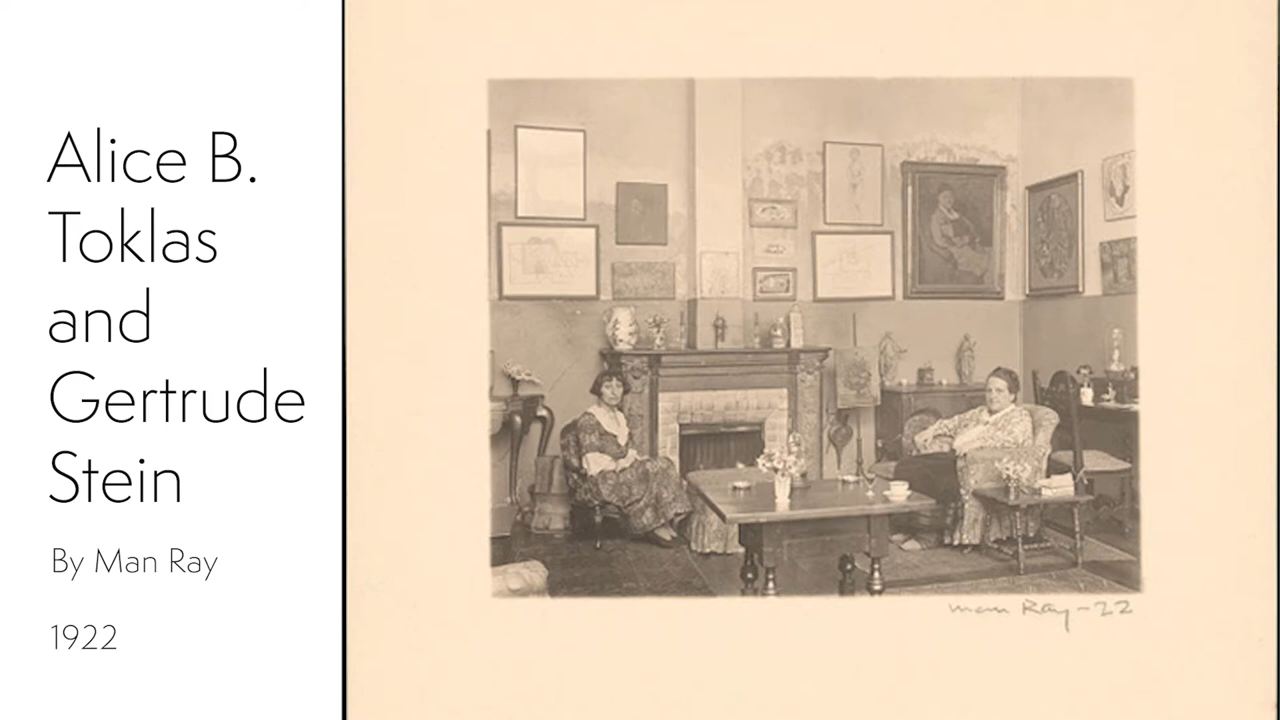 Alice B.
Toklas
and
Gertrude
Stein
By Man Ray
1922
Man Ray-22